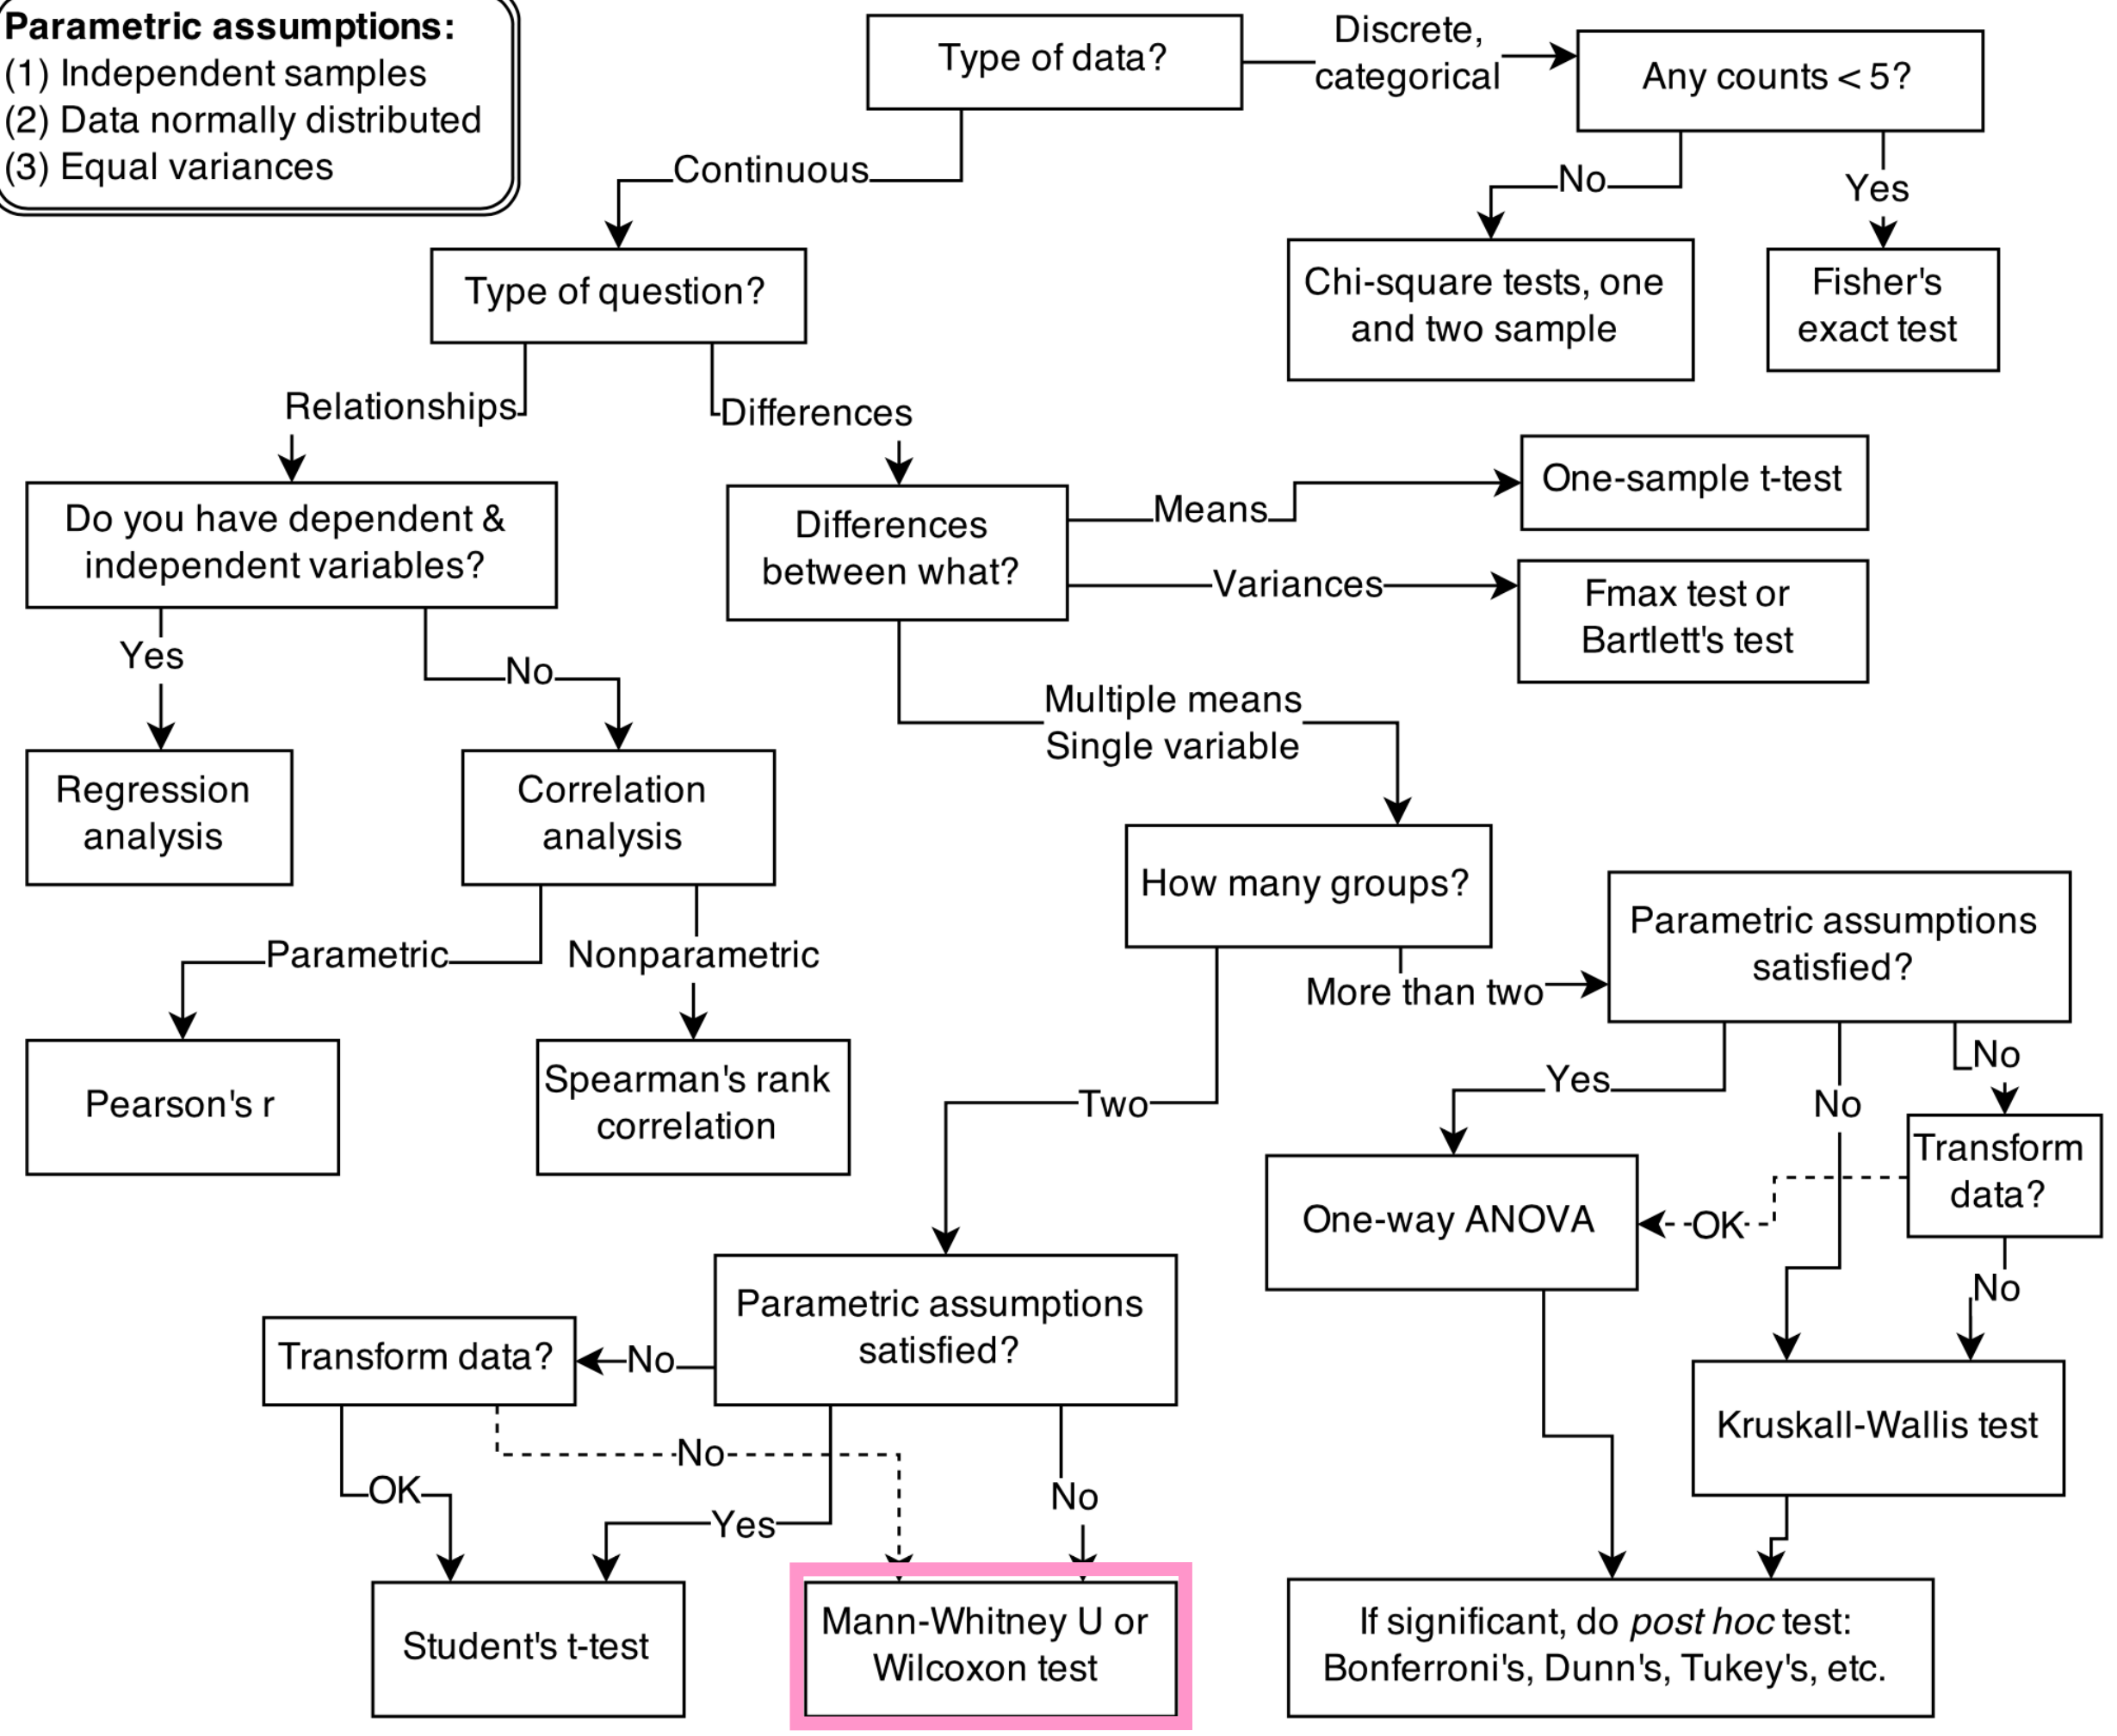 Parametric assumptions:
(1) Independent samples
(2) Data normally distributed
(3) Equal variances
Type of data?
Discrete,
categorical
Any counts < 5?
Continuous
No
Yes
Type of question?
Chi-square tests, one
and two sample
Fisher's
exact test
Relationships
Differences
Do you have dependent &
independent variables?
Differences
between what?
Means
One-sample t-test
Variances
Fmax test or
Bartlett's test
Yes
No
Multiple means
Single variable
Regression
analysis
Correlation
analysis
How many groups?
Parametric assumptions
satisfied?
Parametric
Nonparametric
More than two
Pearson's r
Spearman's rank
correlation
Two
Yes
No
No
Transform
data?
One-way ANOVA
OK
No
Parametric assumptions
satisfied?
Transform data?
No
Kruskall-Wallis test
No
OK
Yes
No
Student's t-test
Mann-Whitney U or
Wilcoxon test
If significant, do post hoc test:
Bonferroni's, Dunn's, Tukey's, etc.